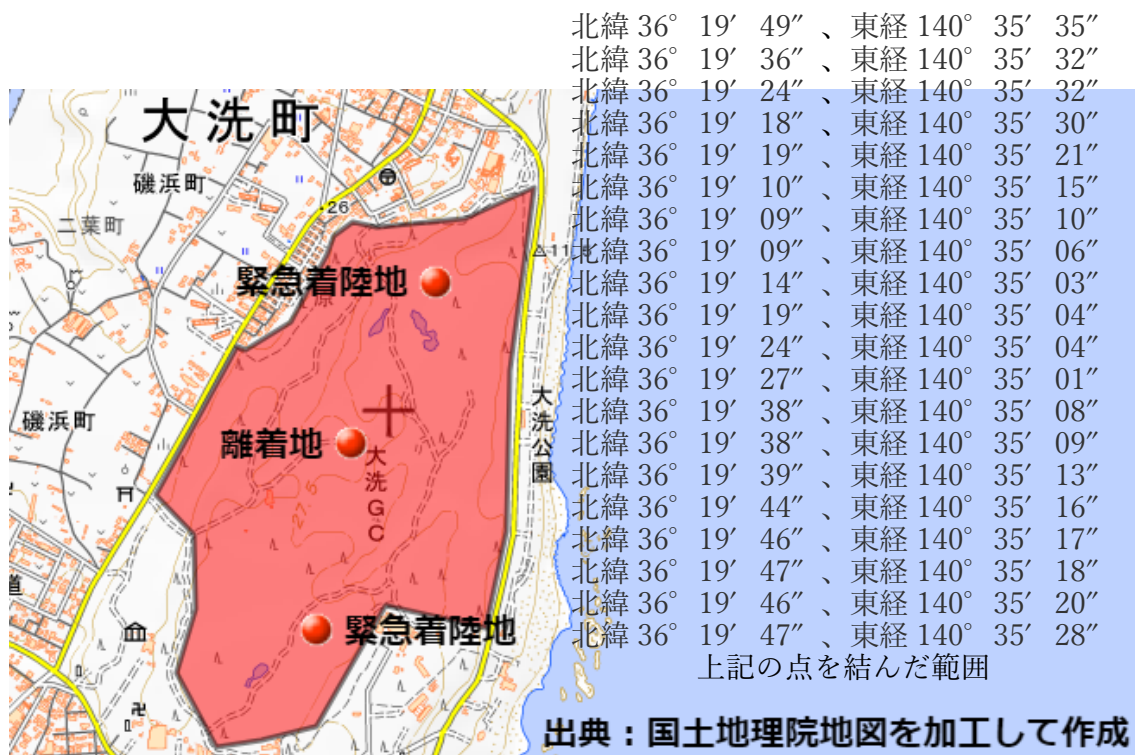 北緯 36° 19′ 49″ 、東経 140° 35′ 35″
北緯 36° 19′ 36″ 、東経 140° 35′ 32″
北緯 36° 19′ 24″ 、東経 140° 35′ 32″
北緯 36° 19′ 18″ 、東経 140° 35′ 30″
北緯 36° 19′ 19″ 、東経 140° 35′ 21″
北緯 36° 19′ 10″ 、東経 140° 35′ 15″
北緯 36° 19′ 09″ 、東経 140° 35′ 10″
北緯 36° 19′ 09″ 、東経 140° 35′ 06″
北緯 36° 19′ 14″ 、東経 140° 35′ 03″
北緯 36° 19′ 19″ 、東経 140° 35′ 04″
北緯 36° 19′ 24″ 、東経 140° 35′ 04″
北緯 36° 19′ 27″ 、東経 140° 35′ 01″
北緯 36° 19′ 38″ 、東経 140° 35′ 08″
北緯 36° 19′ 38″ 、東経 140° 35′ 09″
北緯 36° 19′ 39″ 、東経 140° 35′ 13″
北緯 36° 19′ 44″ 、東経 140° 35′ 16″
北緯 36° 19′ 46″ 、東経 140° 35′ 17″
北緯 36° 19′ 47″ 、東経 140° 35′ 18″
北緯 36° 19′ 46″ 、東経 140° 35′ 20″
北緯 36° 19′ 47″ 、東経 140° 35′ 28″
上記の点を結んだ範囲
大洗町
磯浜町
二葉町
26
緊急着陸地
原
磯浜町
離着地
大洗GC
27.5
大洗公園
緊急着陸地
道
出典：国土地理院地図を加工して作成